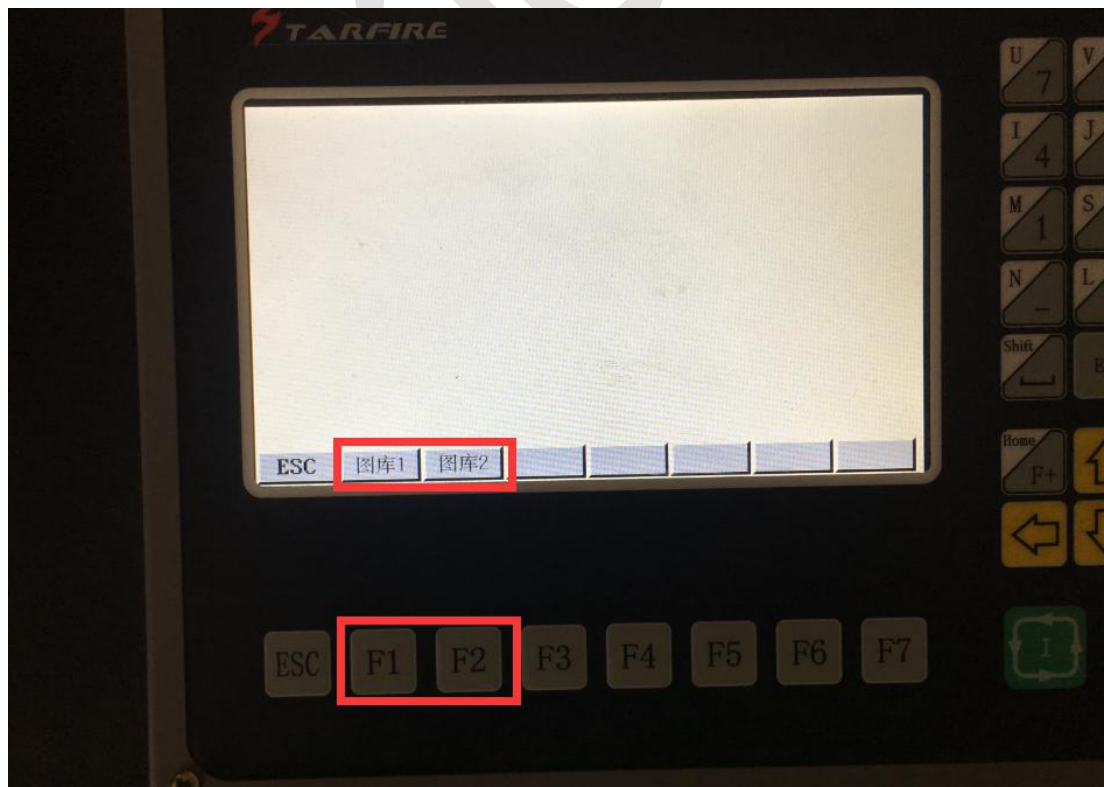 STARFIRE
U 7 V
I 4 J
M 1 S
N - L
Shift E
ESC 图库1 图库2
Home F+
ESC F1 F2 F3 F4 F5 F6 F7 I